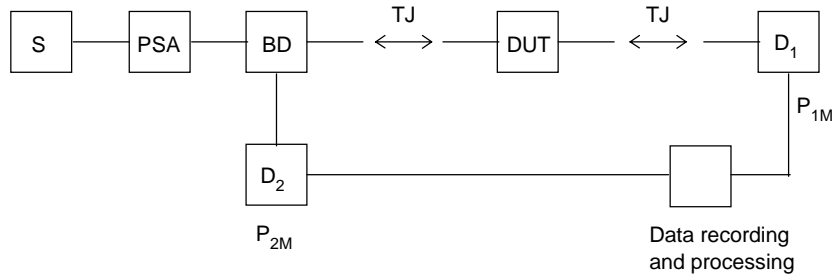 TJ TJ
S PSA BD DUT D₁
P₁M
D₂
P₂M
Data recording
and processing